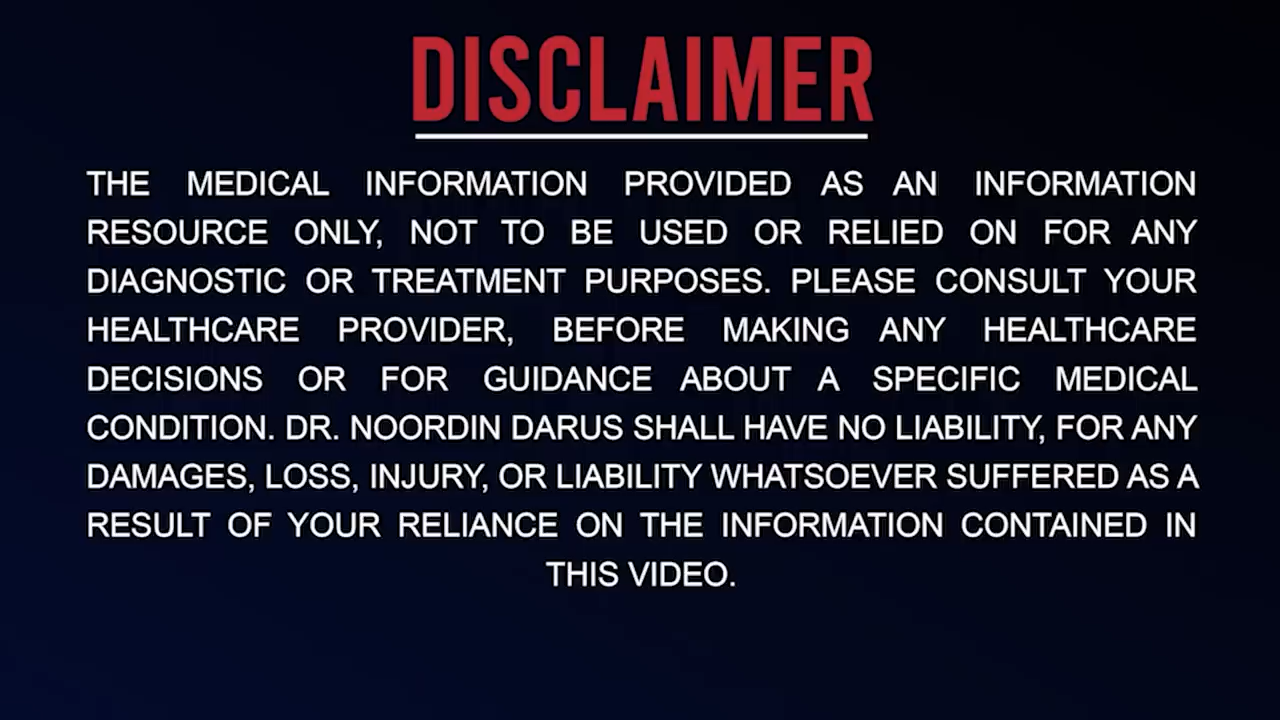 DISCLAIMER
THE MEDICAL INFORMATION PROVIDED AS AN INFORMATION
RESOURCE ONLY, NOT TO BE USED OR RELIED ON FOR ANY
DIAGNOSTIC OR TREATMENT PURPOSES. PLEASE CONSULT YOUR
HEALTHCARE PROVIDER, BEFORE MAKING ANY HEALTHCARE
DECISIONS OR FOR GUIDANCE ABOUT A SPECIFIC MEDICAL
CONDITION. DR. NOORDIN DARUS SHALL HAVE NO LIABILITY, FOR ANY
DAMAGES, LOSS, INJURY, OR LIABILITY WHATSOEVER SUFFERED AS A
RESULT OF YOUR RELIANCE ON THE INFORMATION CONTAINED IN
THIS VIDEO.